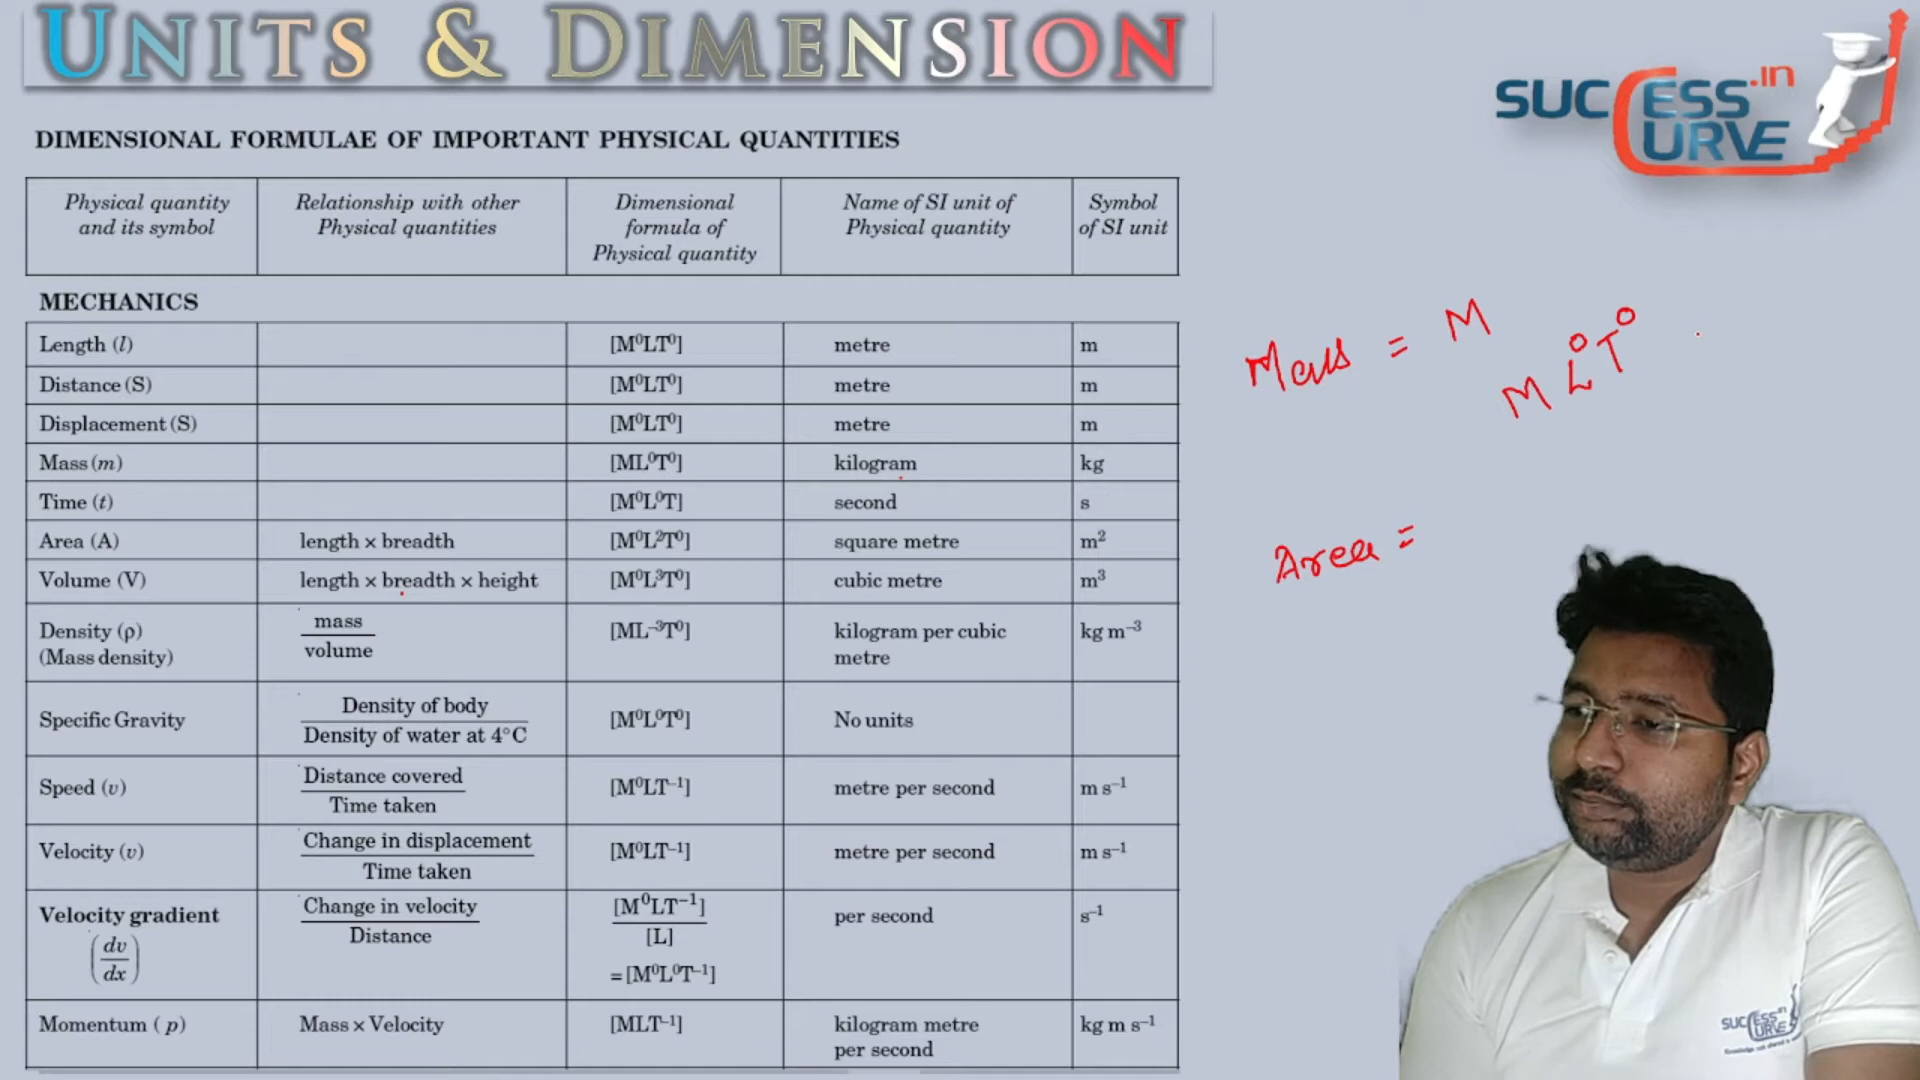 UNITS & DIMENSION
SUCCESS CURVE.in
DIMENSIONAL FORMULAE OF IMPORTANT PHYSICAL QUANTITIES
Physical quantity and its symbol
Relationship with other Physical quantities
Dimensional formula of Physical quantity
Name of SI unit of Physical quantity
Symbol of SI unit
MECHANICS
Length (l) [M⁰LT⁰] metre m
Distance (S) [M⁰LT⁰] metre m
Displacement (S) [M⁰LT⁰] metre m
Mass (m) [ML⁰T⁰] kilogram kg
Time (t) [M⁰L⁰T] second s
Area (A) length × breadth [M⁰L²T⁰] square metre m²
Volume (V) length × breadth × height [M⁰L³T⁰] cubic metre m³
Density (ρ) (Mass density) mass/volume [ML⁻³T⁰] kilogram per cubic metre kg m⁻³
Specific Gravity Density of body/Density of water at 4°C [M⁰L⁰T⁰] No units
Speed (v) Distance covered/Time taken [M⁰LT⁻¹] metre per second m s⁻¹
Velocity (v) Change in displacement/Time taken [M⁰LT⁻¹] metre per second m s⁻¹
Velocity gradient (dv/dx) Change in velocity/Distance [M⁰LT⁻¹]/[L] = [M⁰L⁰T⁻¹] per second s⁻¹
Momentum (p) Mass × Velocity [MLT⁻¹] kilogram metre per second kg m s⁻¹
Mass = M
M L⁰ T⁰
Area =
SUCCESS CURVE.in